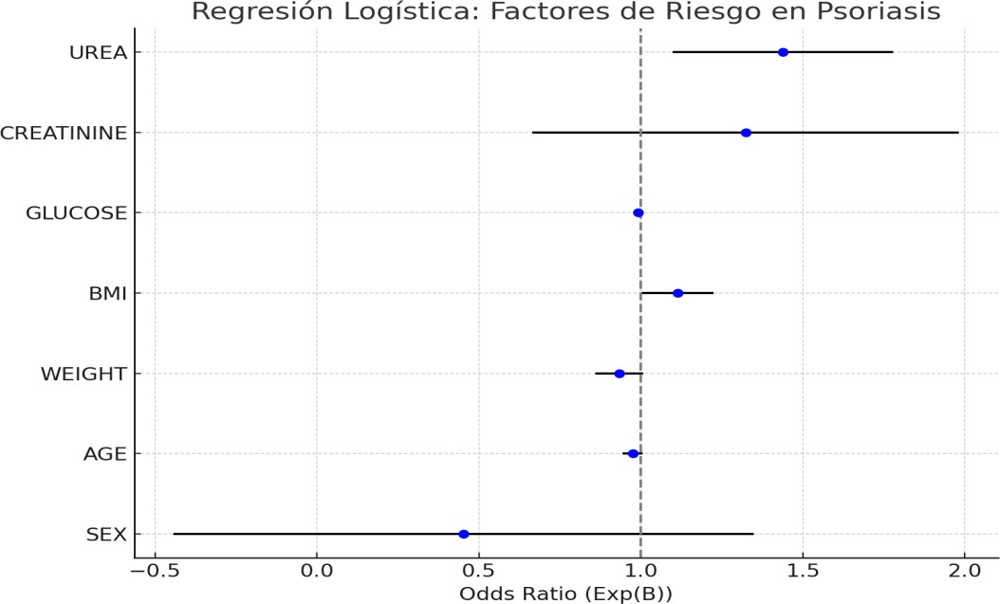 Regresión Logística: Factores de Riesgo en Psoriasis
UREA
CREATININE
GLUCOSE
BMI
WEIGHT
AGE
SEX
−0.5 0.0 0.5 1.0 1.5 2.0
Odds Ratio (Exp(B))